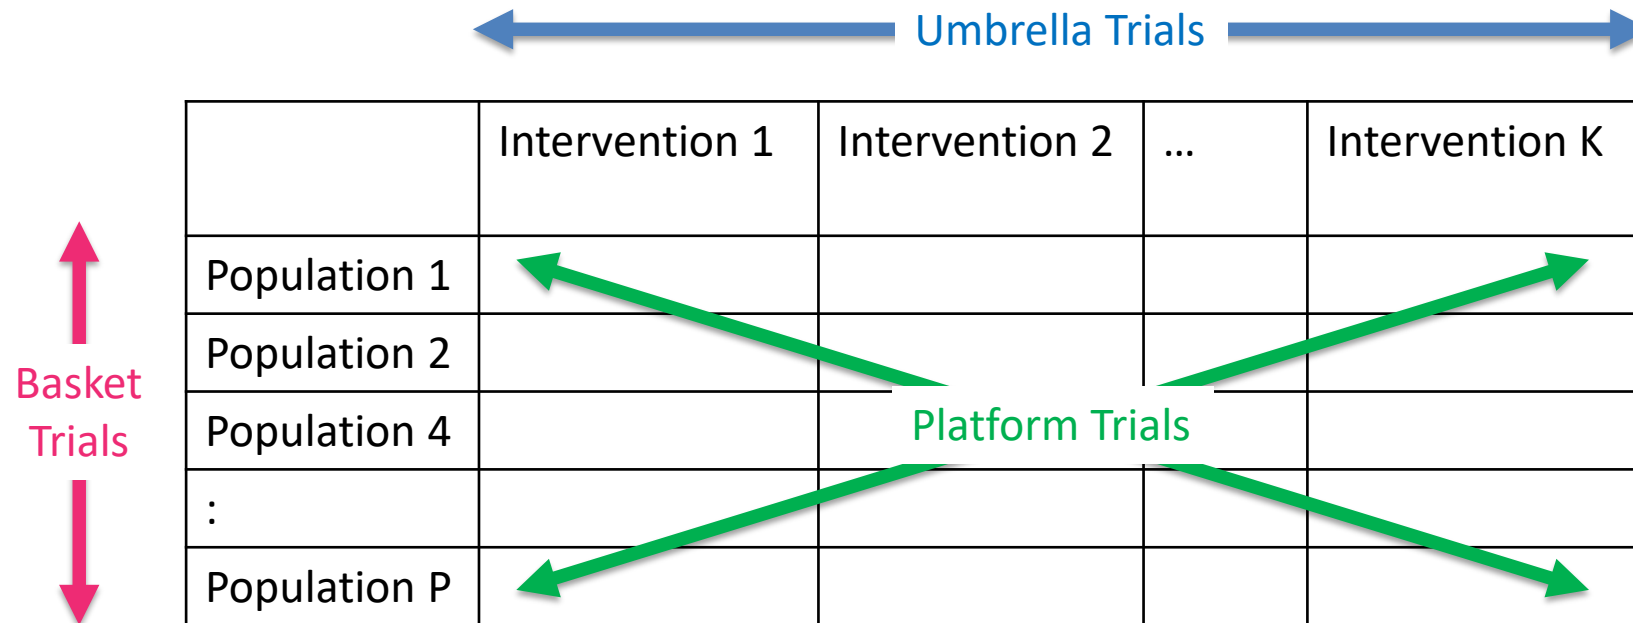 Umbrella Trials
Intervention 1
Intervention 2
...
Intervention K
Population 1
Population 2
Basket
Trials
Population 4
Platform Trials
:
Population P